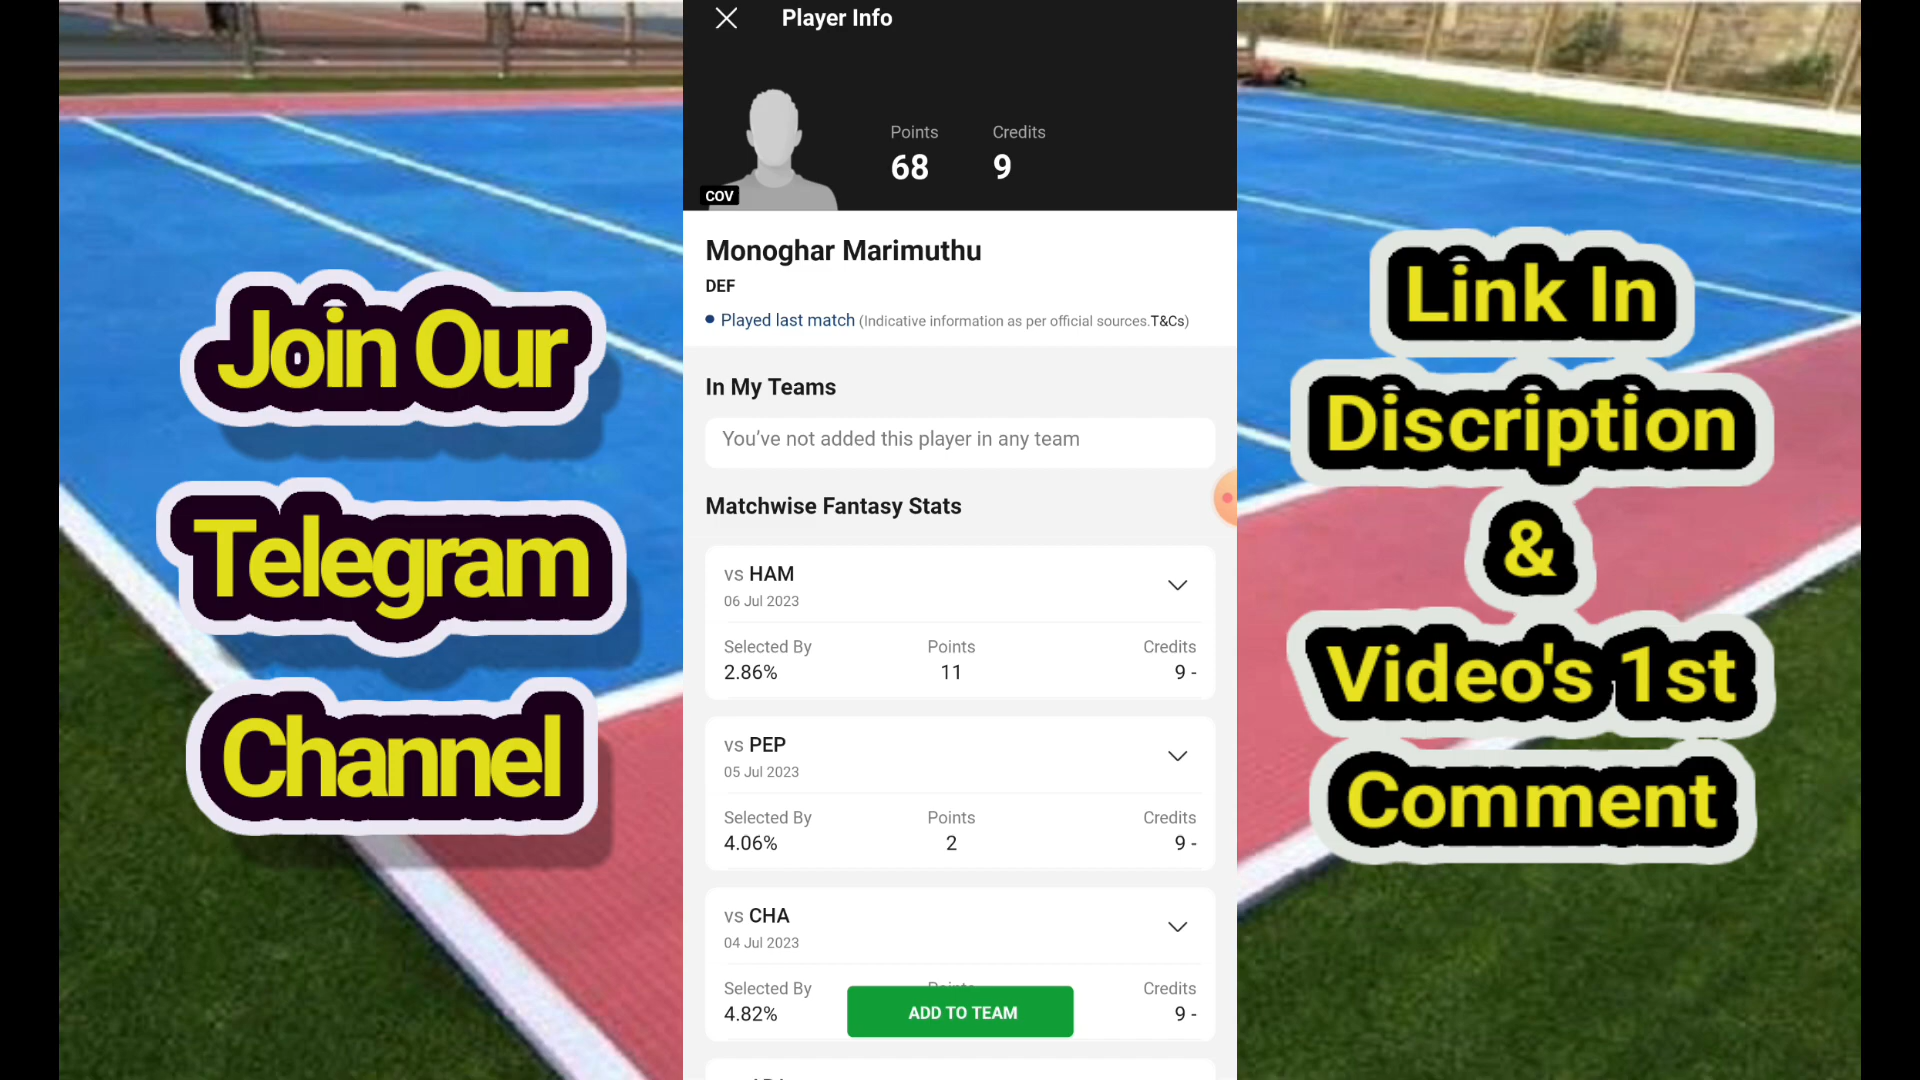 Player Info
Points
Credits
68
9
COV
Monoghar Marimuthu
DEF
Played last match (Indicative information as per official sources.T&Cs)
In My Teams
You've not added this player in any team
Matchwise Fantasy Stats
vs HAM
06 Jul 2023
Selected By
Points
Credits
2.86%
11
9 -
vs PEP
05 Jul 2023
Selected By
Points
Credits
4.06%
2
9 -
vs CHA
04 Jul 2023
Selected By
Points
Credits
4.82%
9 -
ADD TO TEAM
Join Our
Telegram
Channel
Link In
Discription
&
Video's 1st
Comment